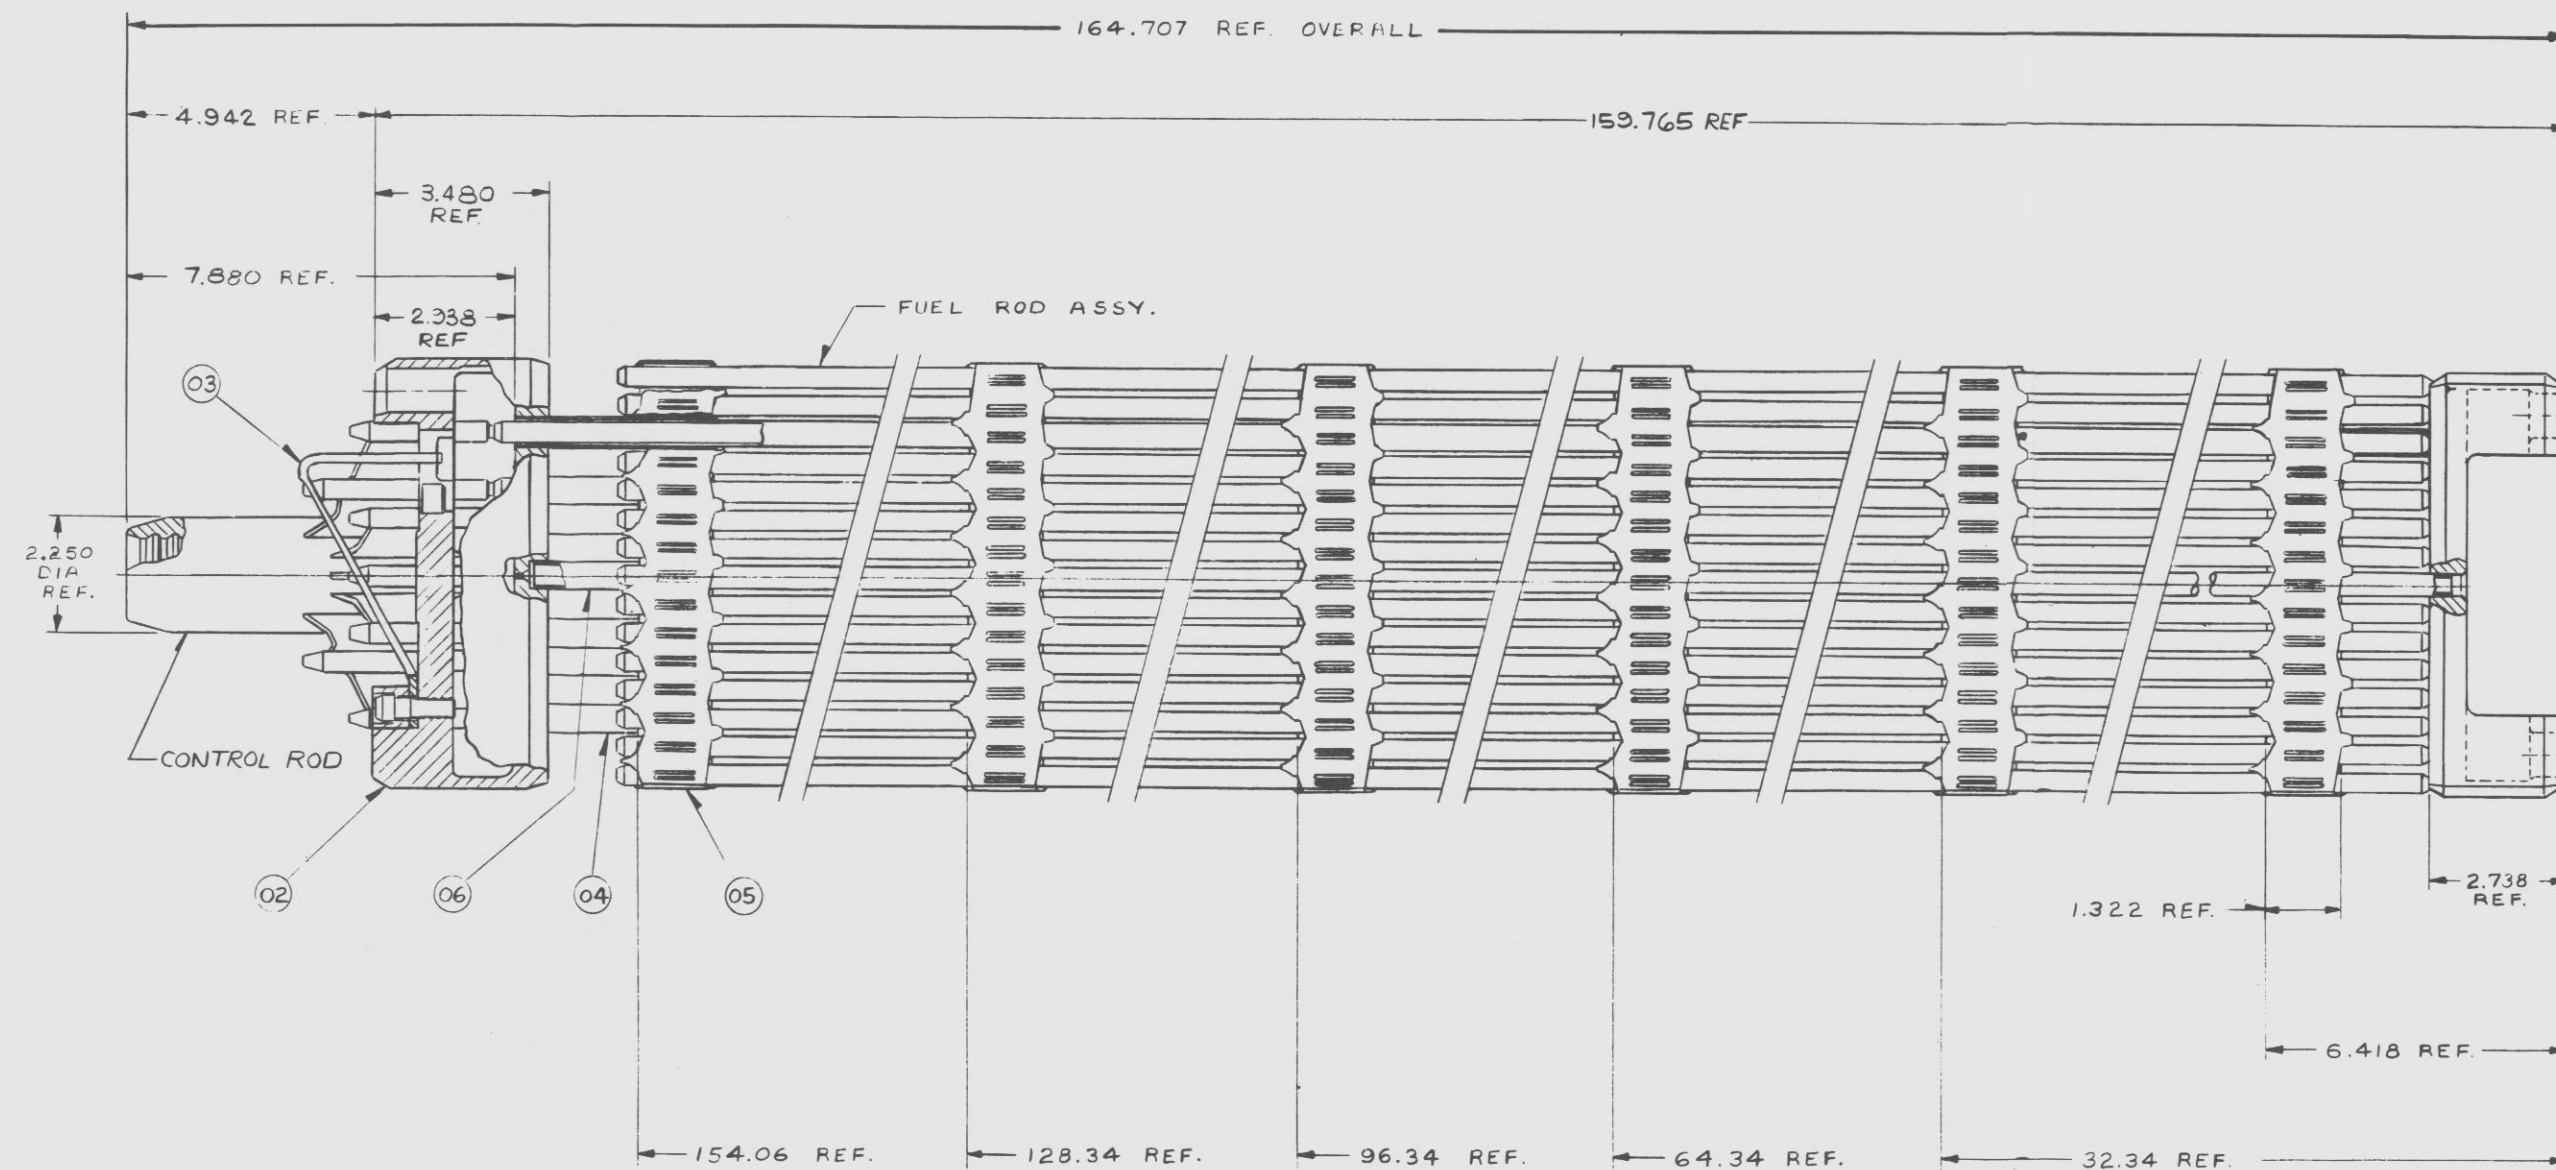 164.707 REF. OVERALL
4.942 REF.
159.765 REF
3.480
REF.
7.880 REF.
2.938
REF
FUEL ROD ASSY.
03
2.250
DIA
REF.
CONTROL ROD
02
06
04
05
2.738
REF.
1.322 REF.
6.418 REF.
154.06 REF.
128.34 REF.
96.34 REF.
64.34 REF.
32.34 REF.